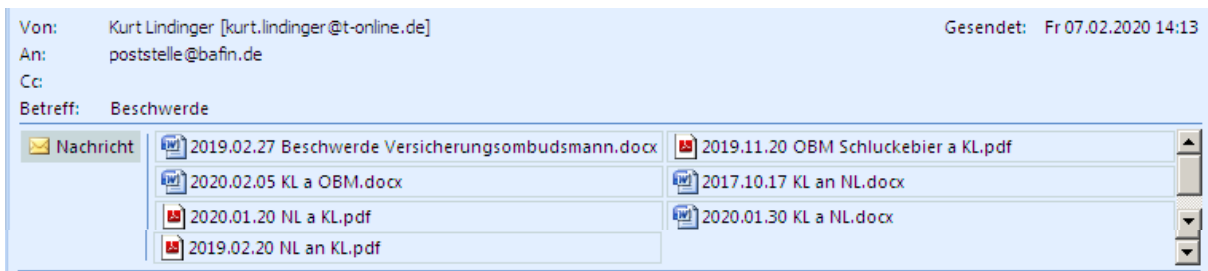 Von: Kurt Lindinger [kurt.lindinger@t-online.de] Gesendet: Fr 07.02.2020 14:13
An: poststelle@bafin.de
Cc:
Betreff: Beschwerde
Nachricht 2019.02.27 Beschwerde Versicherungsombudsmann.docx 2019.11.20 OBM Schluckebier a KL.pdf
2020.02.05 KL a OBM.docx 2017.10.17 KL an NL.docx
2020.01.20 NL a KL.pdf 2020.01.30 KL a NL.docx
2019.02.20 NL an KL.pdf